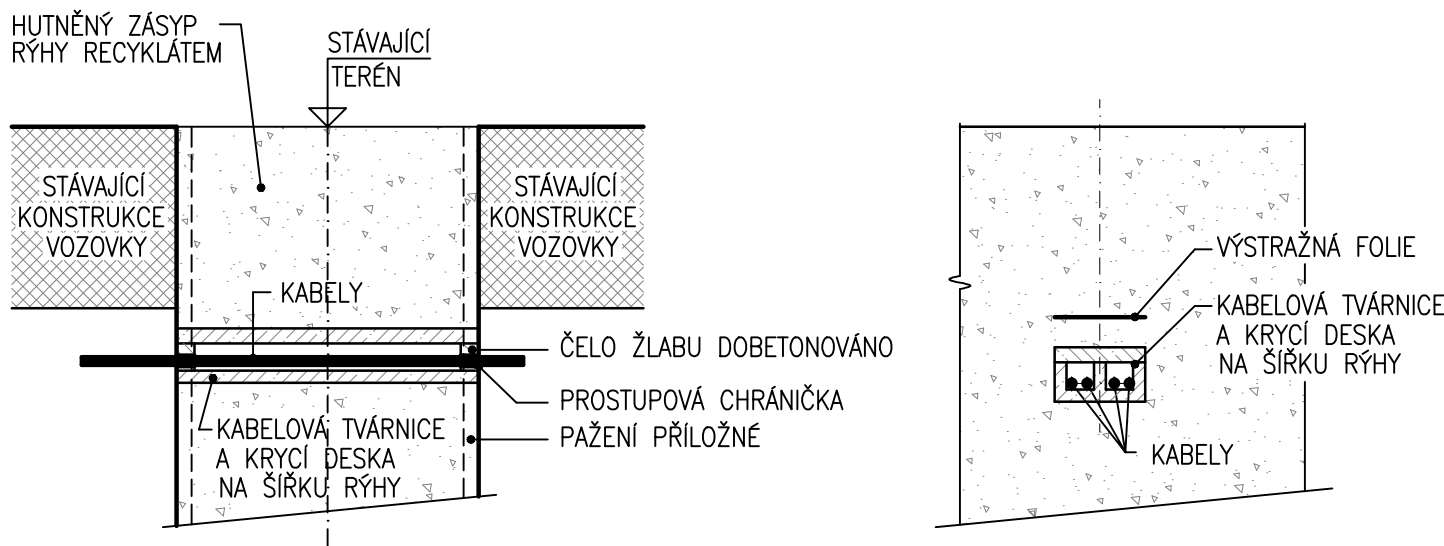 HUTNĚNÝ ZÁSYP
RÝHY RECYKLÁTEM
STÁVAJÍCÍ
TERÉN
STÁVAJÍCÍ
KONSTRUKCE
VOZOVKY
STÁVAJÍCÍ
KONSTRUKCE
VOZOVKY
KABELY
ČELO ŽLABU DOBETONOVÁNO
PROSTUPOVÁ CHRÁNIČKA
PAŽENÍ PŘÍLOŽNÉ
KABELOVÁ TVÁRNICE
A KRYCÍ DESKA
NA ŠÍŘKU RÝHY
VÝSTRAŽNÁ FOLIE
KABELOVÁ TVÁRNICE
A KRYCÍ DESKA
NA ŠÍŘKU RÝHY
KABELY